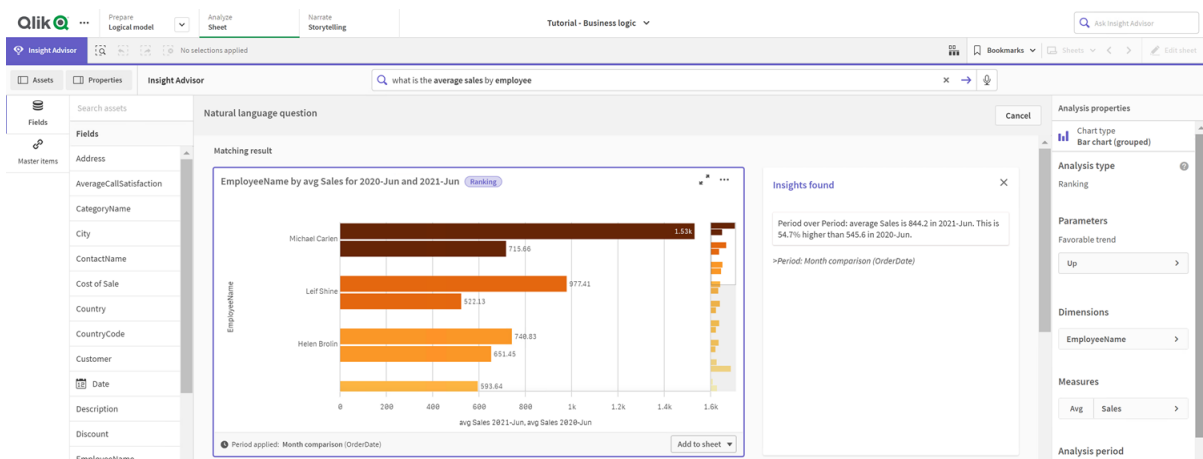 Qlik
Prepare
Logical model
Analyze
Sheet
Narrate
Storytelling
Tutorial - Business logic
Ask Insight Advisor
Insight Advisor
No selections applied
Bookmarks
Sheets
Edit sheet
Assets
Properties
Insight Advisor
what is the average sales by employee
Fields
Master items
Search assets
Fields
Address
AverageCallSatisfaction
CategoryName
City
ContactName
Cost of Sale
Country
CountryCode
Customer
Date
Description
Discount
EmployeeName
Natural language question
Cancel
Matching result
EmployeeName by avg Sales for 2020-Jun and 2021-Jun
Ranking
EmployeeName
Michael Carlen
1.53k
715.66
Leif Shine
977.41
522.13
Helen Brolin
740.83
651.45
593.64
0 200 400 600 800 1k 1.2k 1.4k 1.6k
avg Sales 2021-Jun, avg Sales 2020-Jun
Period applied: Month comparison (OrderDate)
Add to sheet
Insights found
Period over Period: average Sales is 844.2 in 2021-Jun. This is
54.7% higher than 545.6 in 2020-Jun.
>Period: Month comparison (OrderDate)
Analysis properties
Chart type
Bar chart (grouped)
Analysis type
Ranking
Parameters
Favorable trend
Up
Dimensions
EmployeeName
Measures
Avg Sales
Analysis period